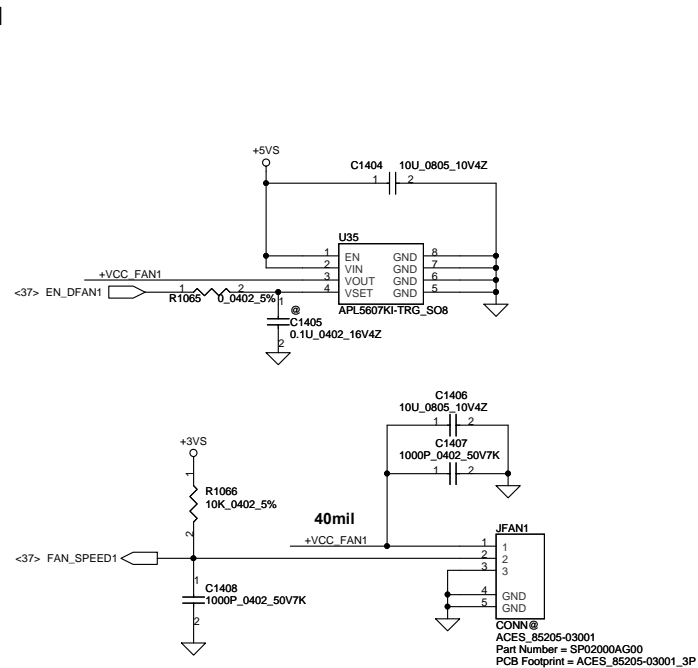 +5VS
C1404 10U_0805_10V4Z
1 2
U35
1 EN GND 8
2 VIN GND 7
+VCC_FAN1 3 VOUT GND 6
<37> EN_DFAN1 1 2 4 VSET GND 5
R1065 0_0402_5%
APL5607KI-TRG_SO8
1
@
C1405
0.1U_0402_16V4Z
2
C1406
10U_0805_10V4Z
1 2
C1407
1000P_0402_50V7K
1 2
+3VS
1
R1066
10K_0402_5%
2
40mil
+VCC_FAN1
JFAN1
1 1
2 2
3 3
4 GND
5 GND
<37> FAN_SPEED1
1
C1408
1000P_0402_50V7K
2
CONN@
ACES_85205-03001
Part Number = SP02000AG00
PCB Footprint = ACES_85205-03001_3P